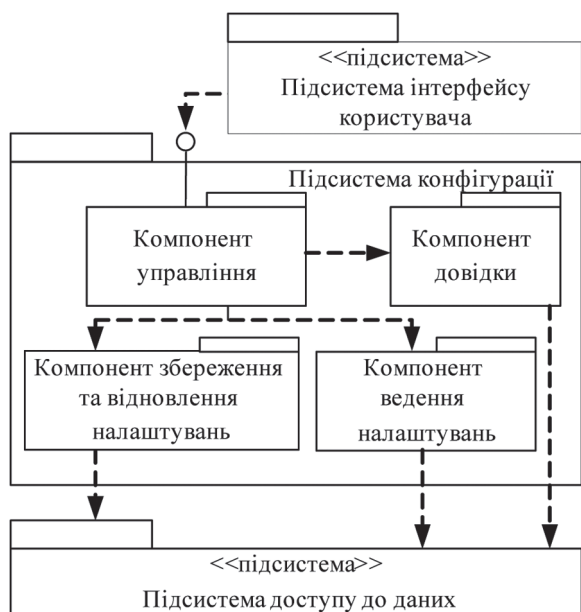 <<підсистема>>
Підсистема інтерфейсу
користувача
Підсистема конфігурації
Компонент
управління
Компонент
довідки
Компонент збереження
та відновлення
налаштувань
Компонент
ведення
налаштувань
<<підсистема>>
Підсистема доступу до даних